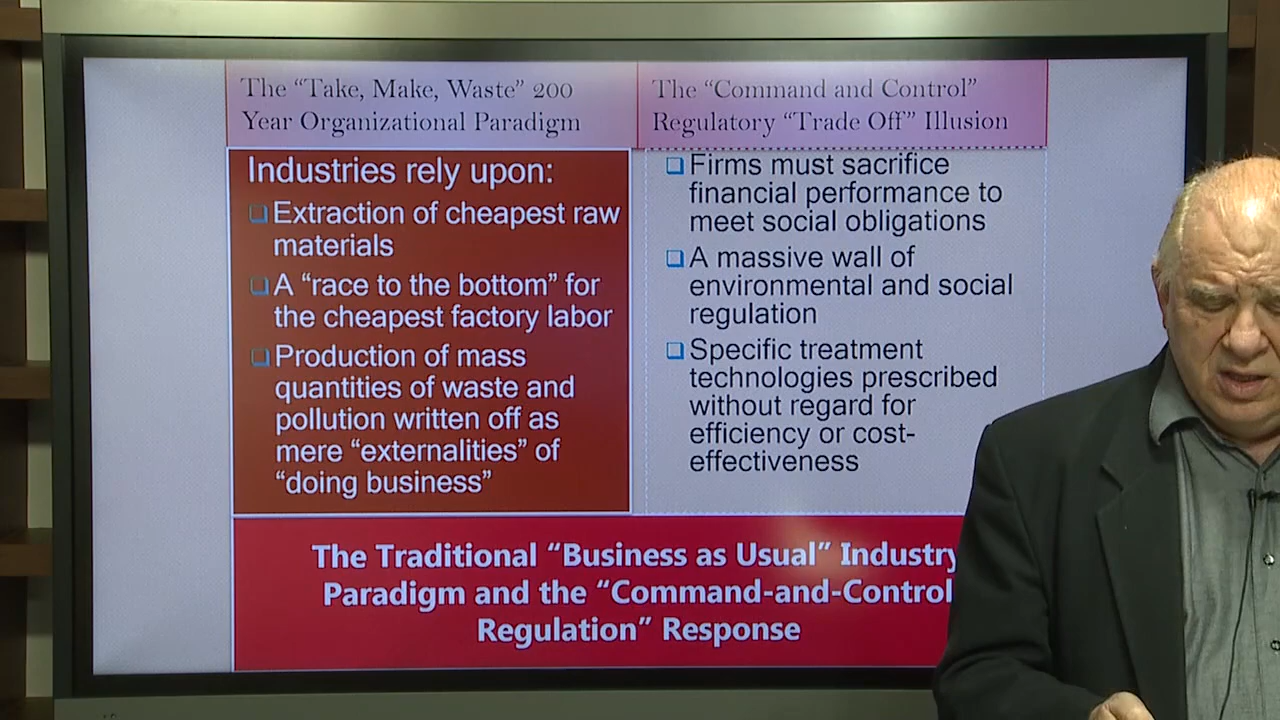 The “Take, Make, Waste” 200
Year Organizational Paradigm
The “Command and Control”
Regulatory “Trade Off” Illusion
Industries rely upon:
Extraction of cheapest raw
materials
A “race to the bottom” for
the cheapest factory labor
Production of mass
quantities of waste and
pollution written off as
mere “externalities” of
“doing business”
Firms must sacrifice
financial performance to
meet social obligations
A massive wall of
environmental and social
regulation
Specific treatment
technologies prescribed
without regard for
efficiency or cost-
effectiveness
The Traditional “Business as Usual” Industry
Paradigm and the “Command-and-Control
Regulation” Response